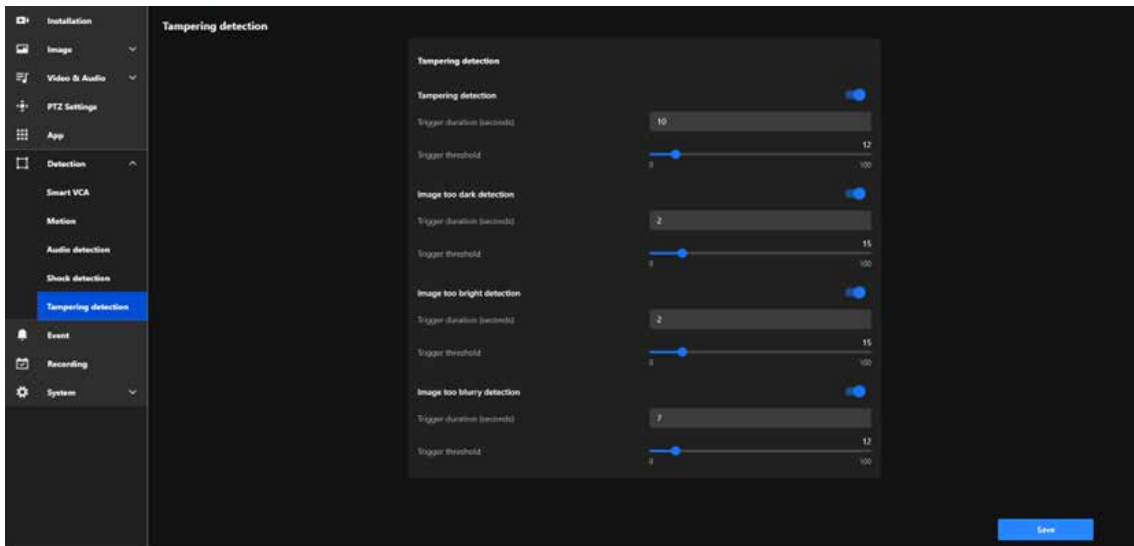 Installation
Image
Video & Audio
PTZ Settings
App
Detection
Smart VCA
Motion
Audio detection
Shock detection
Tampering detection
Event
Recording
System
Tampering detection
Tampering detection
Tampering detection
Trigger duration (seconds)
10
Trigger threshold
12
0
100
Image too dark detection
Trigger duration (seconds)
2
Trigger threshold
15
0
100
Image too bright detection
Trigger duration (seconds)
2
Trigger threshold
15
0
100
Image too blurry detection
Trigger duration (seconds)
7
Trigger threshold
12
0
100
Save